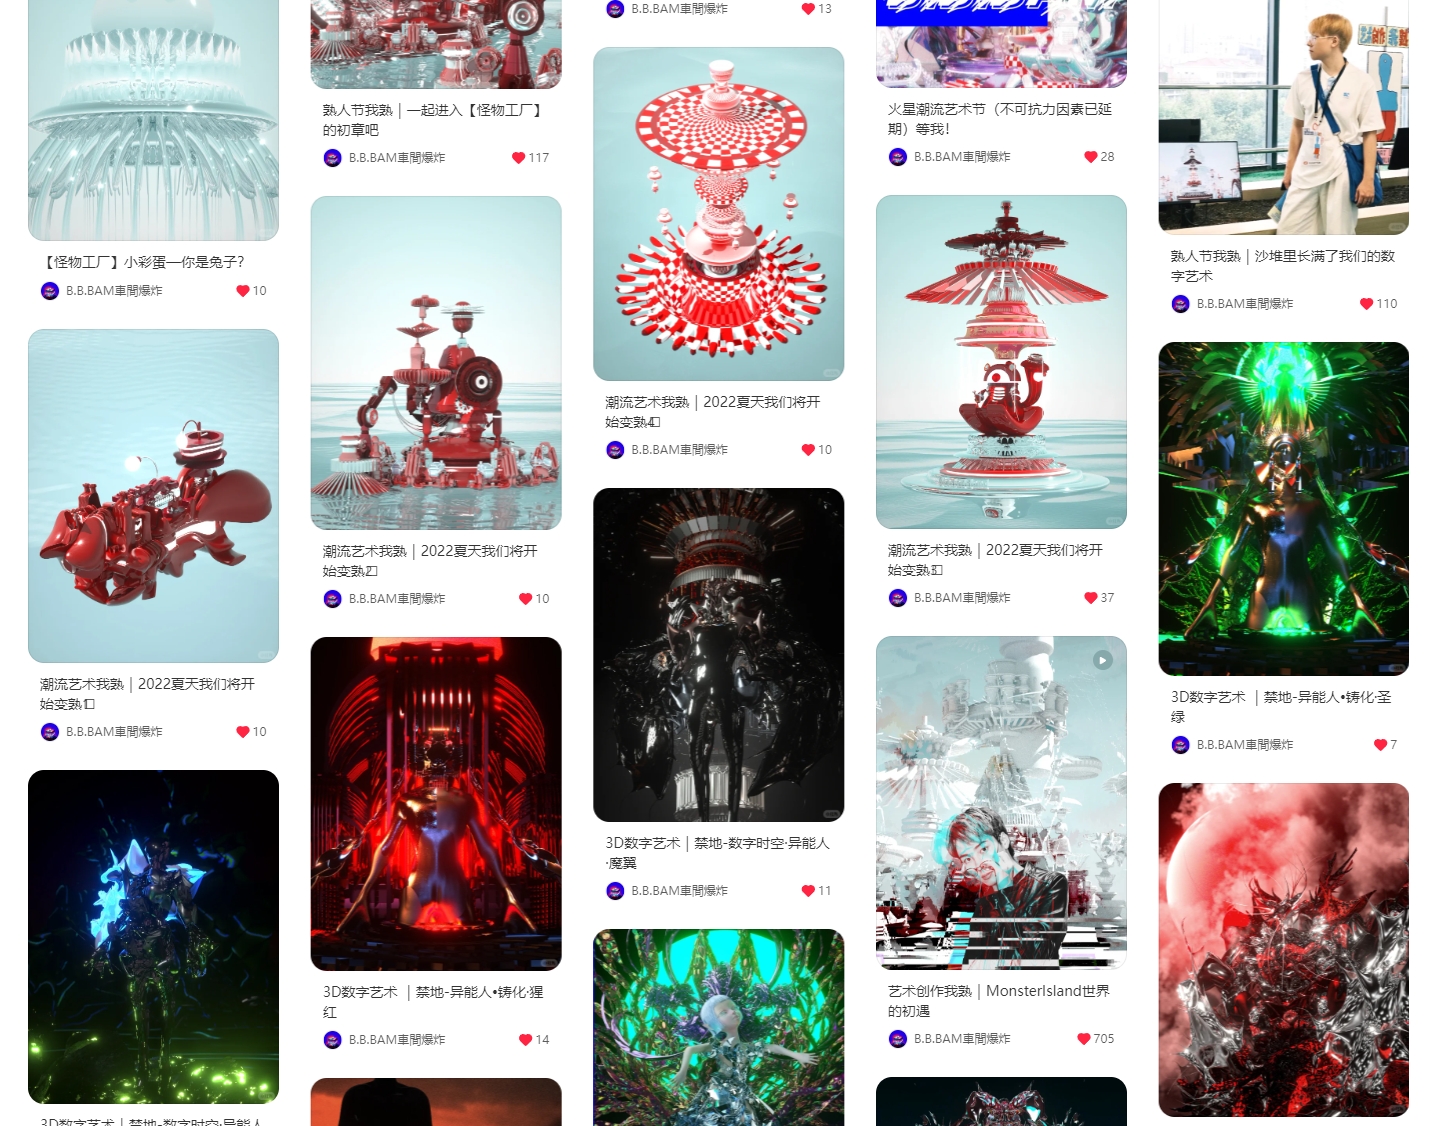 【怪物工厂】小彩蛋—你是兔子?
B.B.BAM車間爆炸
10
潮流艺术我熟｜2022夏天我们将开
始变熟1
B.B.BAM車間爆炸
10
3D数字艺术｜禁地-数字时空·异能人
熟人节我熟｜一起进入【怪物工厂】
的初章吧
B.B.BAM車間爆炸
117
潮流艺术我熟｜2022夏天我们将开
始变熟2
B.B.BAM車間爆炸
10
3D数字艺术 ｜禁地-异能人•铸化·猩
红
B.B.BAM車間爆炸
14
B.B.BAM車間爆炸
13
潮流艺术我熟｜2022夏天我们将开
始变熟4
B.B.BAM車間爆炸
10
3D数字艺术｜禁地-数字时空·异能人
·魔翼
B.B.BAM車間爆炸
11
火星潮流艺术节（不可抗力因素已延
期）等我!
B.B.BAM車間爆炸
28
潮流艺术我熟｜2022夏天我们将开
始变熟3
B.B.BAM車間爆炸
37
艺术创作我熟｜MonsterIsland世界
的初遇
B.B.BAM車間爆炸
705
熟人节我熟｜沙堆里长满了我们的数
字艺术
B.B.BAM車間爆炸
110
3D数字艺术 ｜禁地-异能人•铸化·圣
绿
B.B.BAM車間爆炸
7